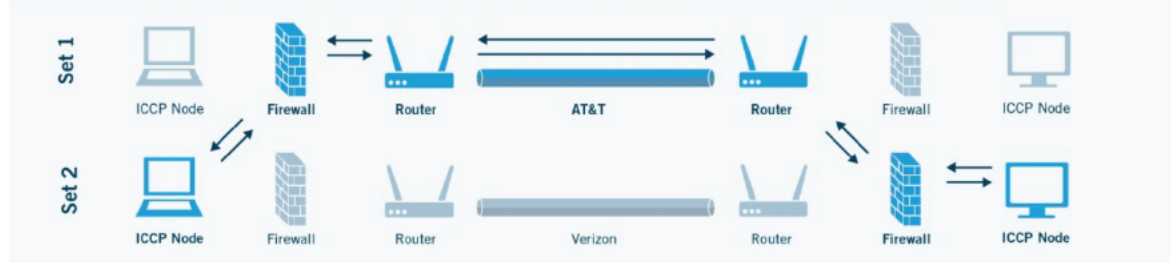 Set 1
ICCP Node
Firewall
Router
AT&T
Router
Firewall
ICCP Node
Set 2
ICCP Node
Firewall
Router
Verizon
Router
Firewall
ICCP Node